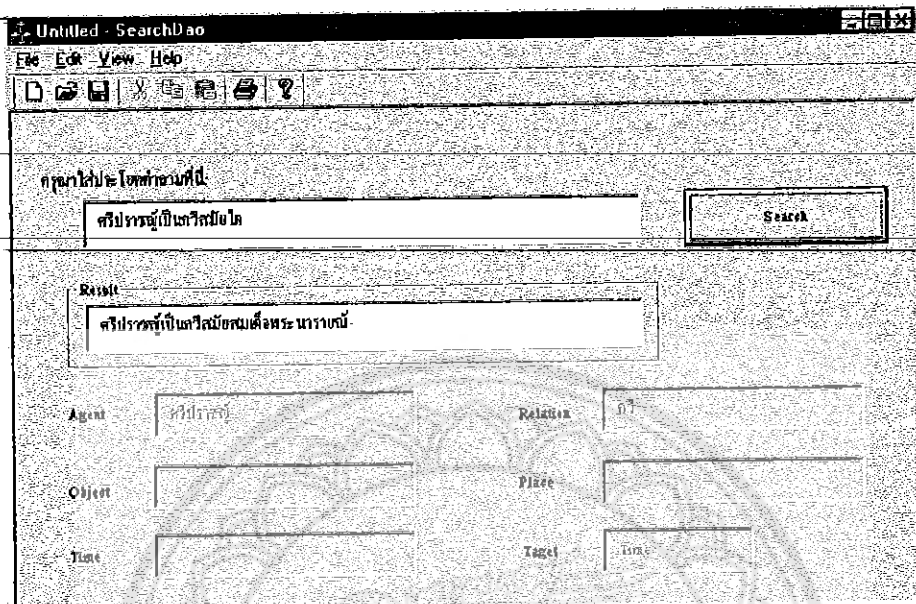 Untitled - SearchDao
File Edit View Help
กรุณาใส่ประโยคคำถามที่นี่
ศรีปราชญ์เป็นกวีสมัยใด
Search
Result
ศรีปราชญ์เป็นกวีสมัยสมเด็จพระนารายณ์
Agent ศรีปราชญ์ Relation กวี
Object Place
Time Taget Time